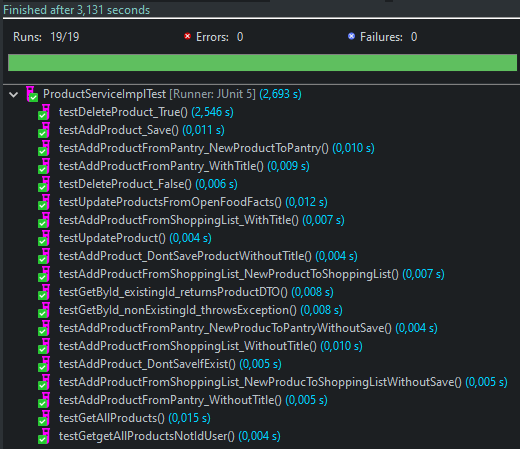 Finished after 3,131 seconds
Runs: 19/19 Errors: 0 Failures: 0
ProductServiceImplTest [Runner: JUnit 5] (2,693 s)
testDeleteProduct_True() (2,546 s)
testAddProduct_Save() (0,011 s)
testAddProductFromPantry_NewProductToPantry() (0,010 s)
testAddProductFromPantry_WithTitle() (0,009 s)
testDeleteProduct_False() (0,006 s)
testUpdateProductsFromOpenFoodFacts() (0,012 s)
testAddProductFromShoppingList_WithTitle() (0,007 s)
testUpdateProduct() (0,004 s)
testAddProduct_DontSaveProductWithoutTitle() (0,004 s)
testAddProductFromShoppingList_NewProductToShoppingList() (0,007 s)
testGetById_existingId_returnsProductDTO() (0,008 s)
testGetById_nonExistingId_throwsException() (0,008 s)
testAddProductFromPantry_NewProducToPantryWithoutSave() (0,004 s)
testAddProductFromShoppingList_WithoutTitle() (0,010 s)
testAddProduct_DontSaveIfExist() (0,005 s)
testAddProductFromShoppingList_NewProducToShoppingListWithoutSave() (0,005 s)
testAddProductFromPantry_WithoutTitle() (0,005 s)
testGetAllProducts() (0,015 s)
testGetgetAllProductsNotIdUser() (0,004 s)